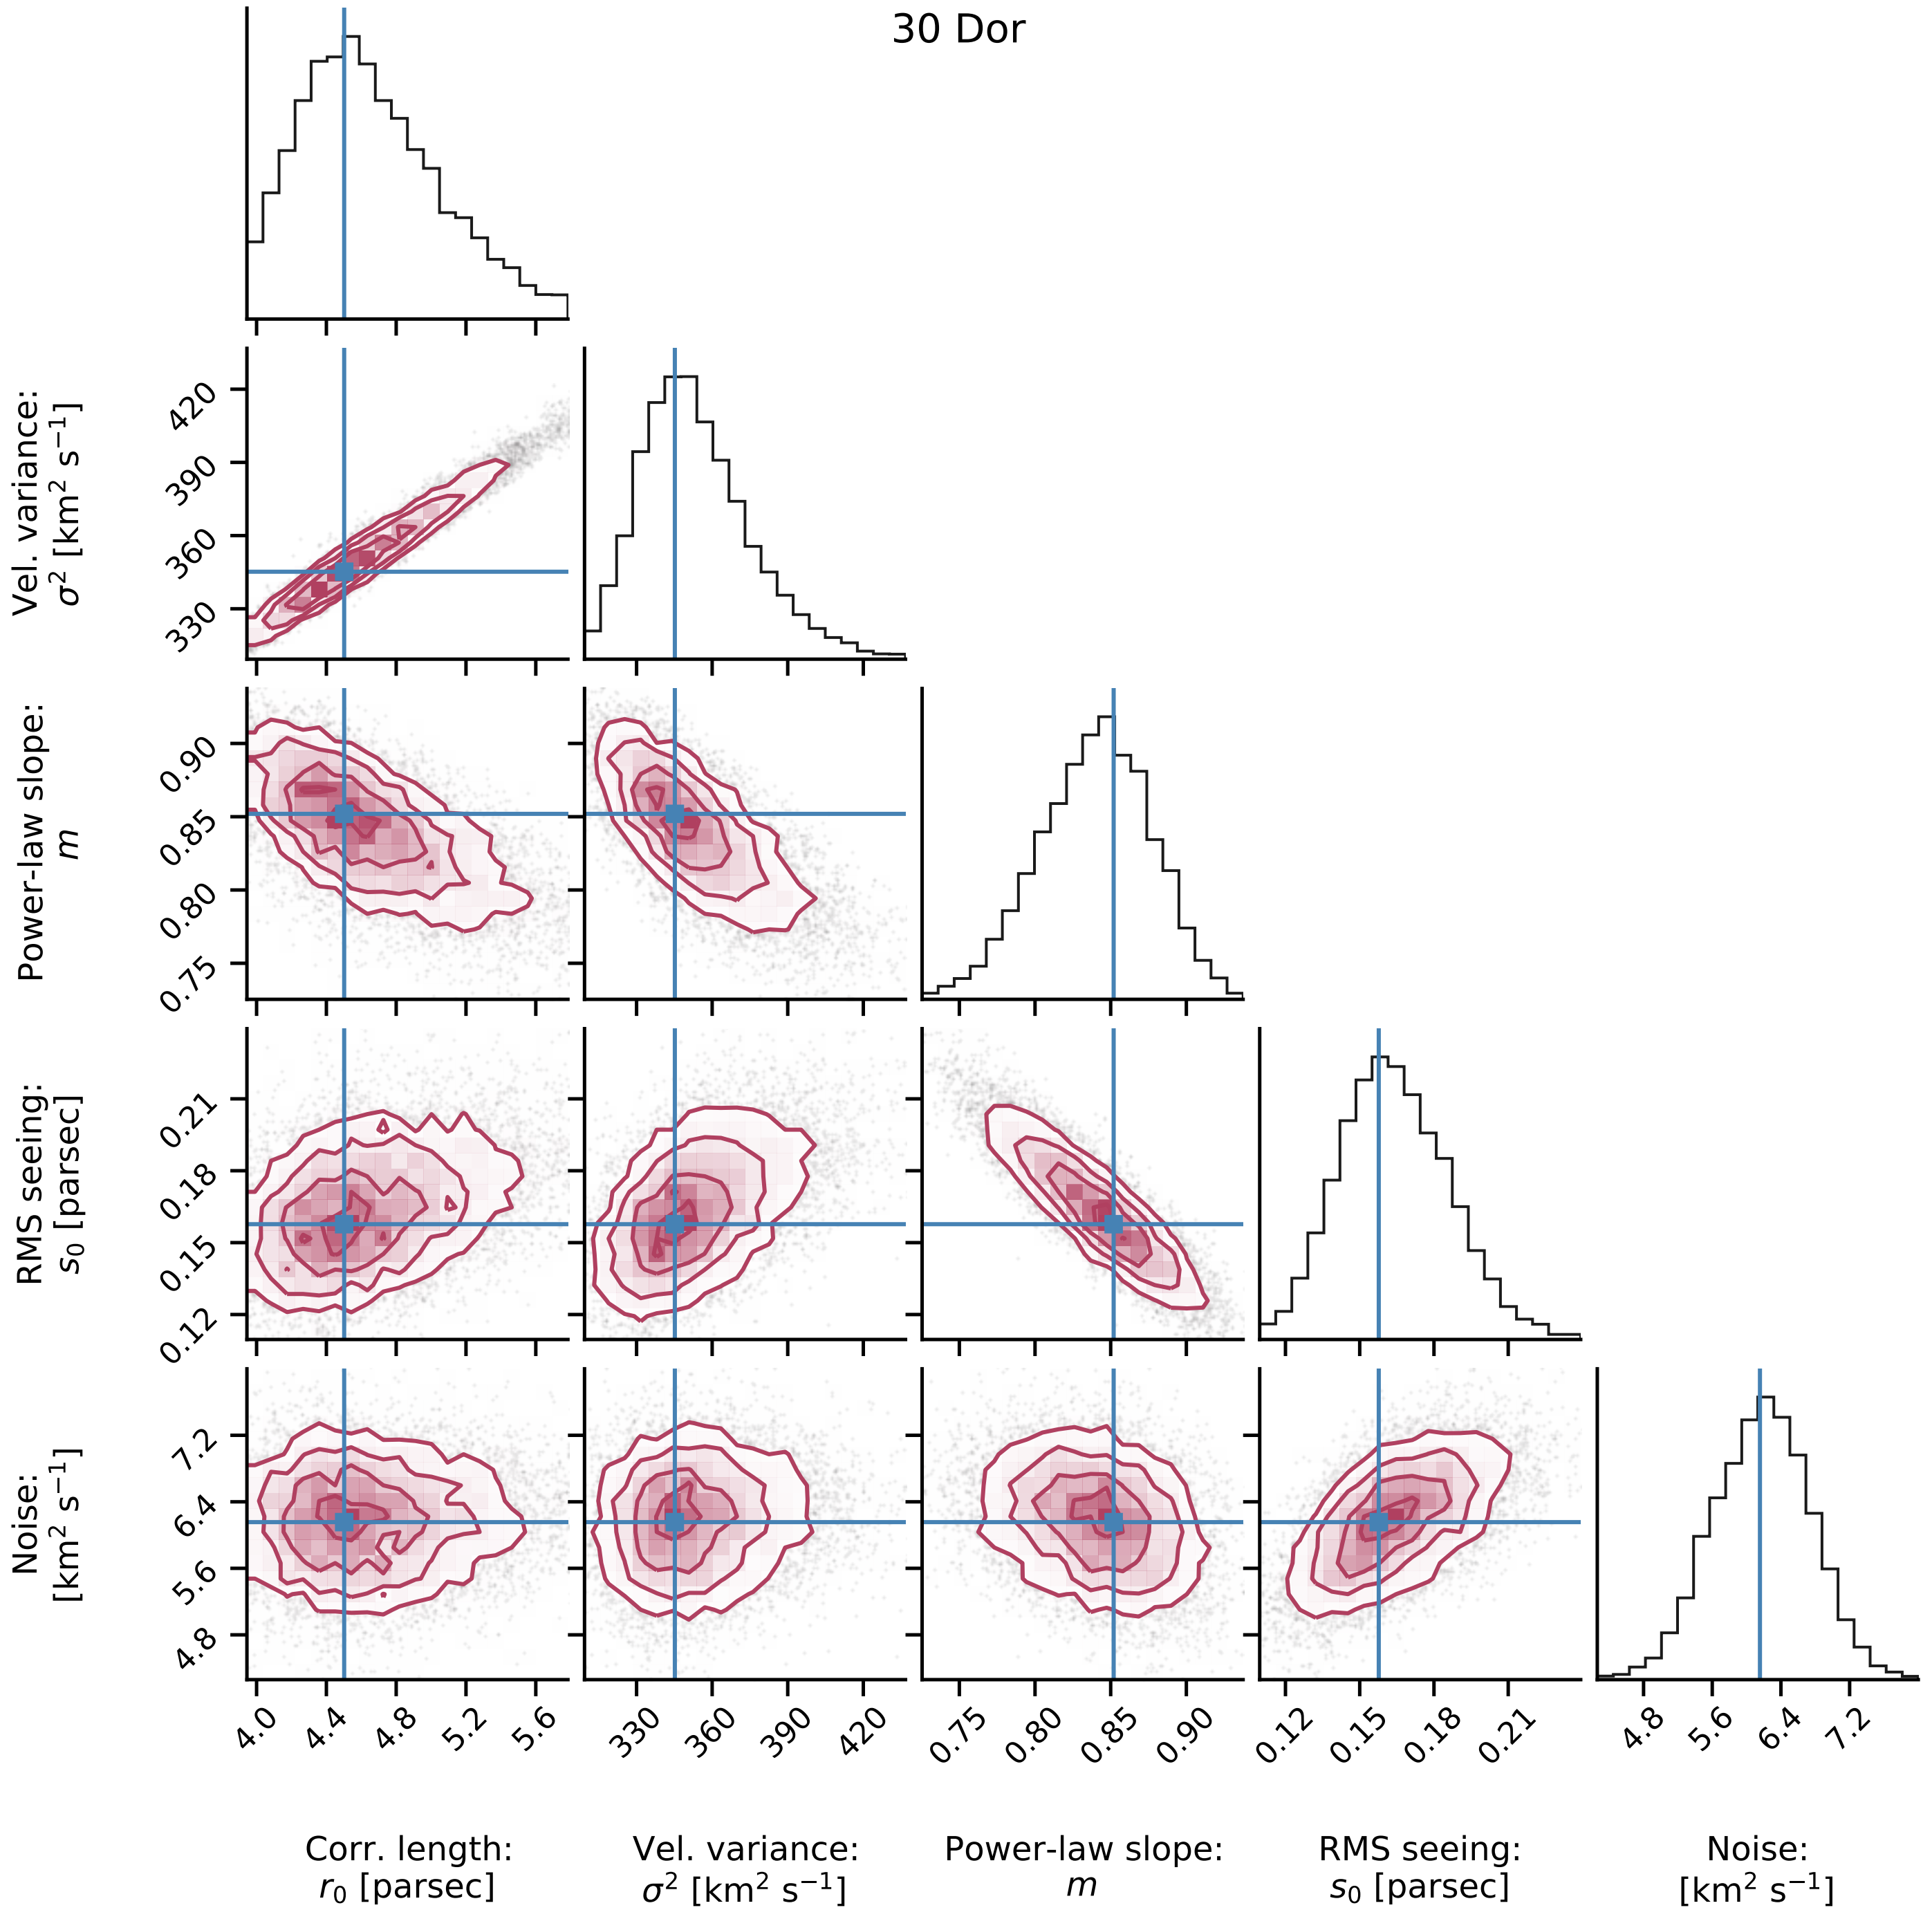 30 Dor
Vel. variance:
σ² [km² s⁻¹]
420
390
360
330
Power-law slope:
m
0.90
0.85
0.80
0.75
RMS seeing:
s₀ [parsec]
0.21
0.18
0.15
0.12
Noise:
[km² s⁻¹]
7.2
6.4
5.6
4.8
4.0 4.4 4.8 5.2 5.6 330 360 390 420 0.75 0.80 0.85 0.90 0.12 0.15 0.18 0.21 4.8 5.6 6.4 7.2
Corr. length: Vel. variance: Power-law slope: RMS seeing: Noise:
r₀ [parsec] σ² [km² s⁻¹] m s₀ [parsec] [km² s⁻¹]